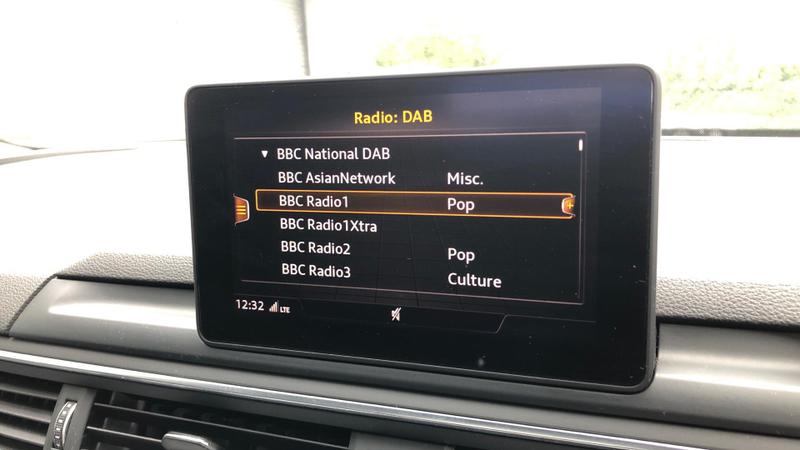 Radio: DAB
BBC National DAB
BBC AsianNetwork Misc.
BBC Radio1 Pop
BBC Radio1Xtra
BBC Radio2 Pop
BBC Radio3 Culture
12:32 LTE